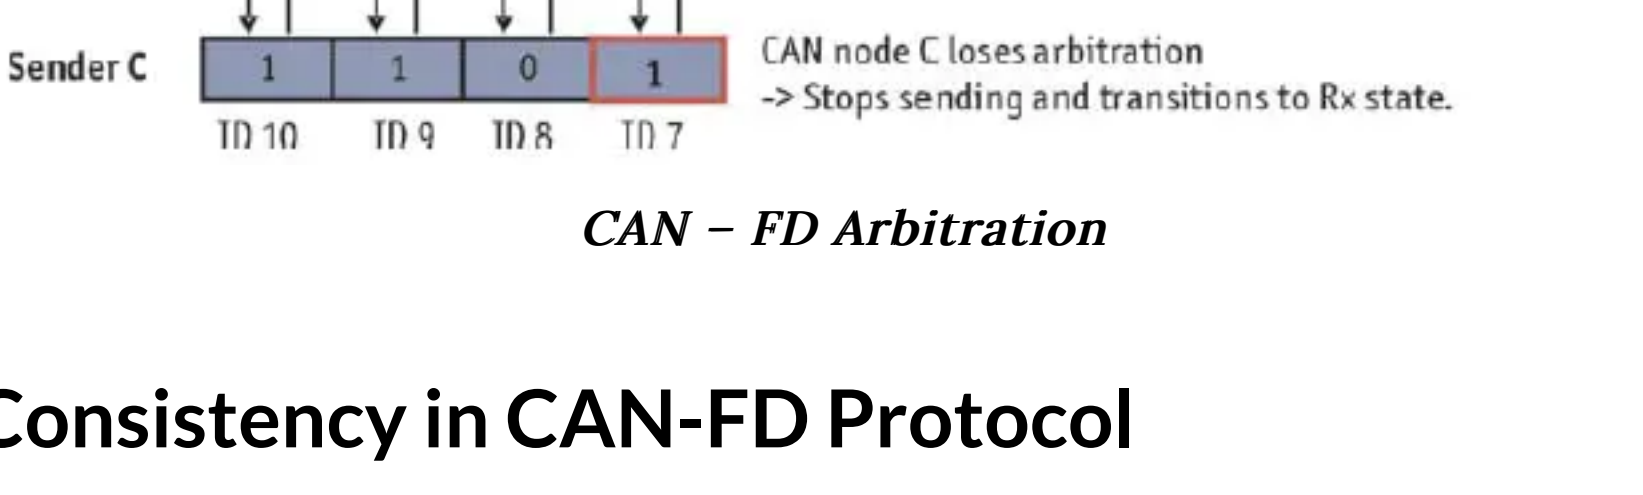 Sender C 1 1 0 1 CAN node C loses arbitration
-> Stops sending and transitions to Rx state.
ID 10 ID 9 ID 8 ID 7
CAN – FD Arbitration
Consistency in CAN-FD Protocol